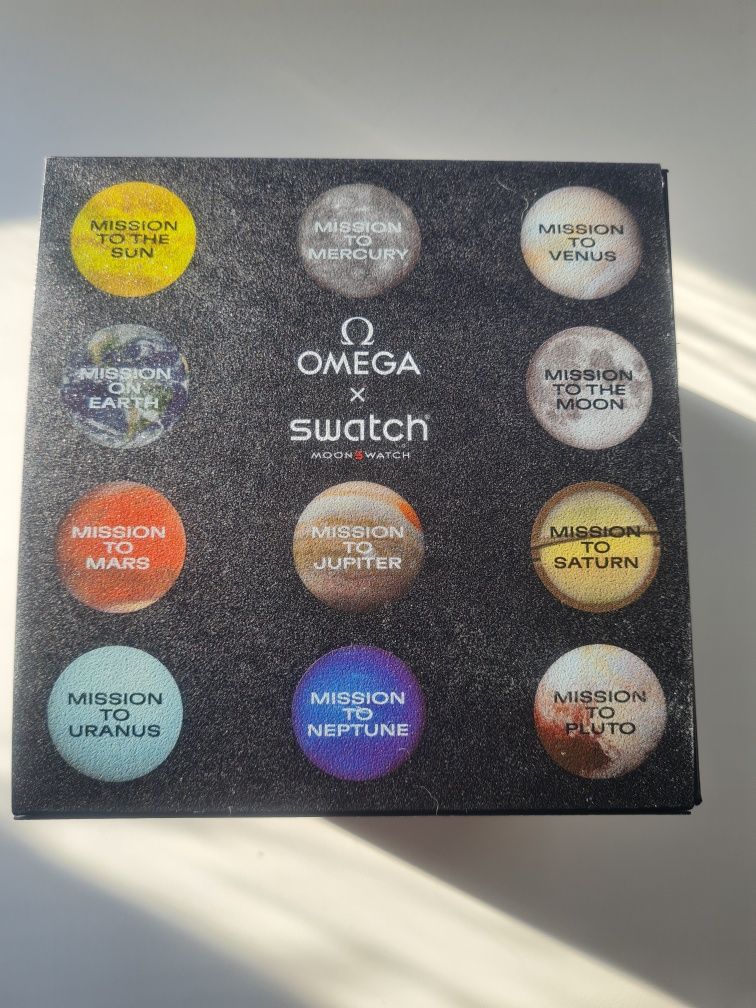 MISSION
TO THE
SUN
MISSION
TO
MERCURY
MISSION
TO
VENUS
MISSION
ON
EARTH
Ω
OMEGA
×
swatch®
MOONSWATCH
MISSION
TO THE
MOON
MISSION
TO
MARS
MISSION
TO
JUPITER
MISSION
TO
SATURN
MISSION
TO
URANUS
MISSION
TO
NEPTUNE
MISSION
TO
PLUTO